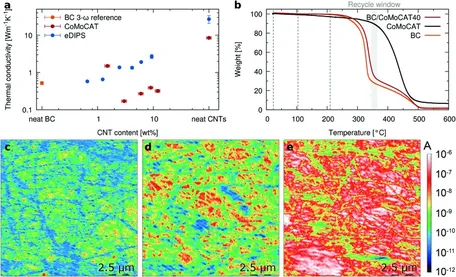 a
Thermal conductivity [Wm⁻¹K⁻¹]
10
1
0.1
BC 3-ω reference
CoMoCAT
eDIPS
neat BC
1
10
neat CNTs
CNT content [wt%]
b
Recycle window
Weight [%]
100
80
60
40
20
0
BC/CoMoCAT40
CoMoCAT
BC
0
100
200
300
400
500
600
Temperature [°C]
c
2.5 μm
d
2.5 μm
e
2.5 μm
A
10⁻⁶
10⁻⁷
10⁻⁸
10⁻⁹
10⁻¹⁰
10⁻¹¹
10⁻¹²